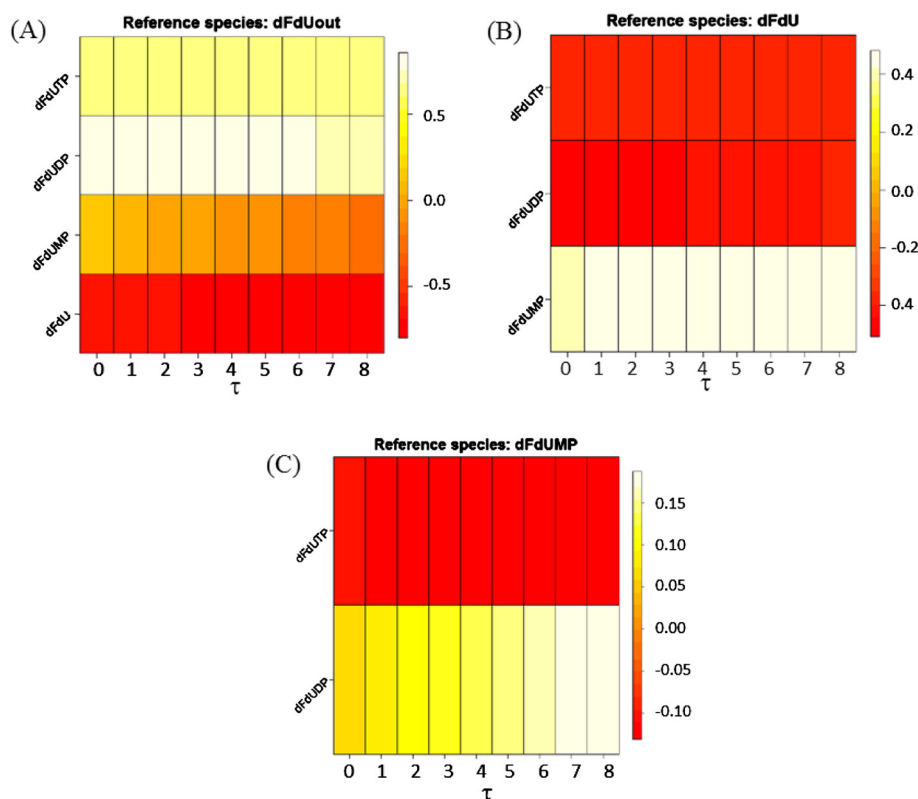 (A)
Reference species: dFdUout
dFdUTP
dFdUDP
dFdUMP
dFdU
0 1 2 3 4 5 6 7 8
τ
0.5
0.0
-0.5
(B)
Reference species: dFdU
dFdUTP
dFdUDP
dFdUMP
0 1 2 3 4 5 6 7 8
τ
0.4
0.2
0.0
-0.2
0.4
(C)
Reference species: dFdUMP
dFdUTP
dFdUDP
0 1 2 3 4 5 6 7 8
τ
0.15
0.10
0.05
0.00
-0.05
-0.10